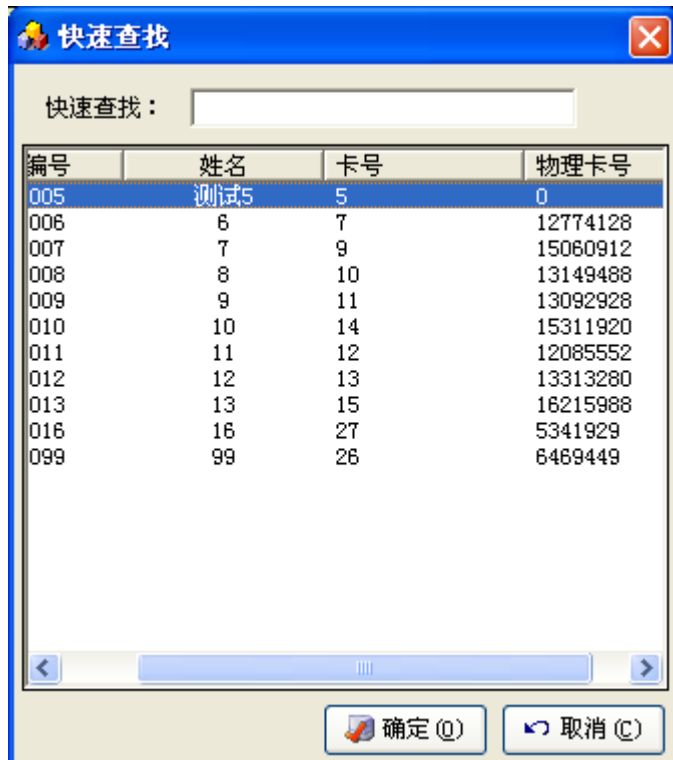 快速查找
快速查找：
编号 姓名 卡号 物理卡号
005 测试5 5 0
006 6 7 12774128
007 7 9 15060912
008 8 10 13149488
009 9 11 13092928
010 10 14 15311920
011 11 12 12085552
012 12 13 13313280
013 13 15 16215988
016 16 27 5341929
099 99 26 6469449
确定(O) 取消(C)